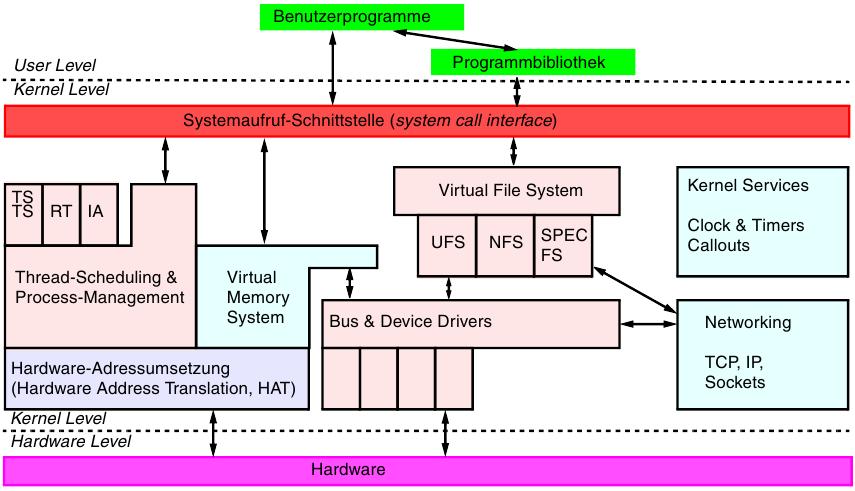 Benutzerprogramme
Programmbibliothek
User Level
Kernel Level
Systemaufruf-Schnittstelle (system call interface)
TS
TS
RT
IA
Thread-Scheduling &
Process-Management
Virtual
Memory
System
Hardware-Adressumsetzung
(Hardware Address Translation, HAT)
Virtual File System
UFS
NFS
SPEC
FS
Bus & Device Drivers
Kernel Services
Clock & Timers
Callouts
Networking
TCP, IP,
Sockets
Kernel Level
Hardware Level
Hardware